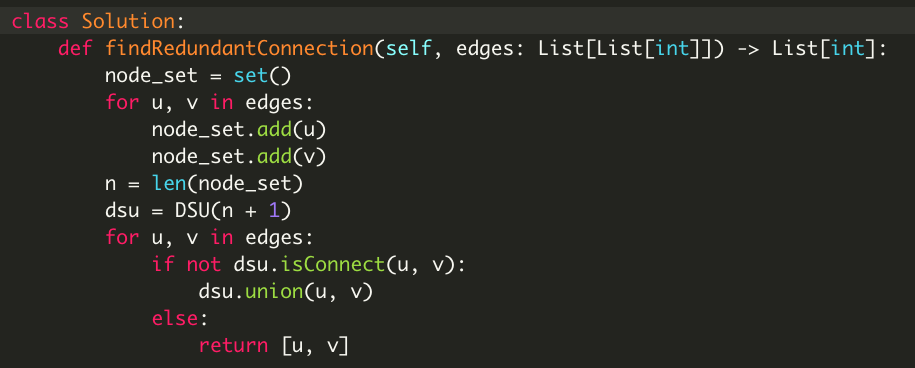 class Solution:
    def findRedundantConnection(self, edges: List[List[int]]) -> List[int]:
        node_set = set()
        for u, v in edges:
            node_set.add(u)
            node_set.add(v)
        n = len(node_set)
        dsu = DSU(n + 1)
        for u, v in edges:
            if not dsu.isConnect(u, v):
                dsu.union(u, v)
            else:
                return [u, v]